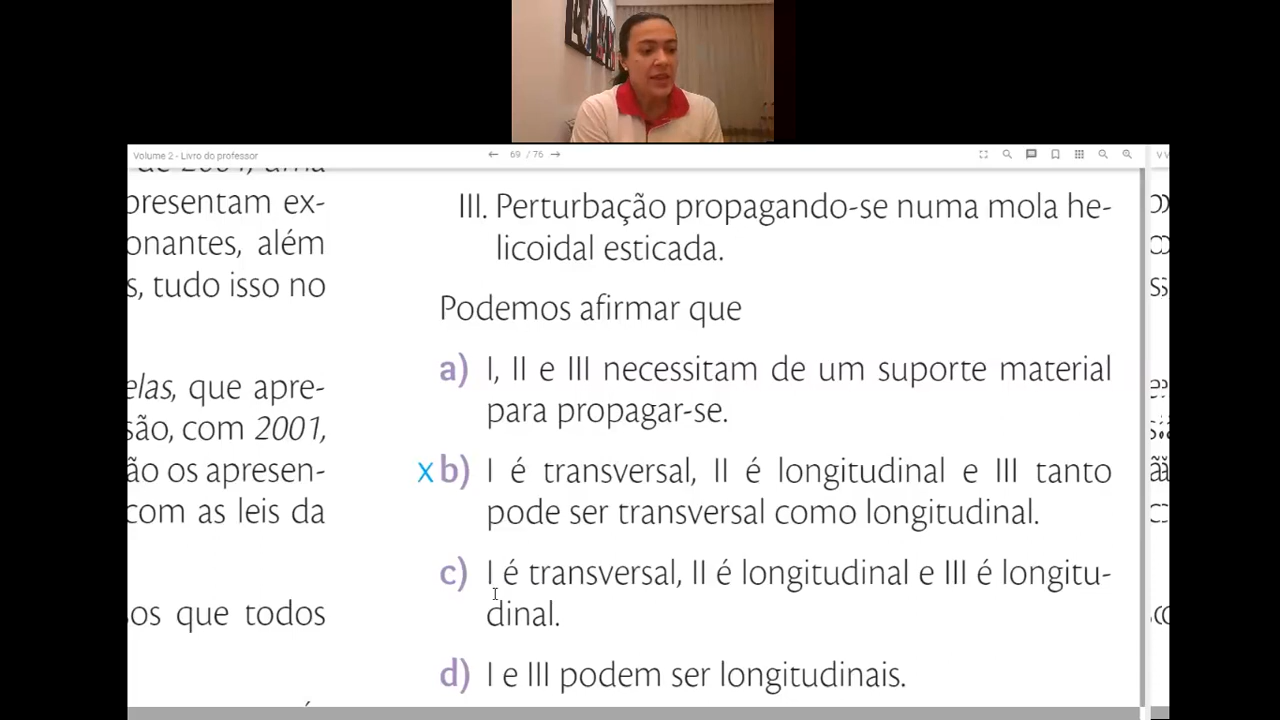 Volume 2 - Livro do professor
69 / 76
de 2001, uma
presentam ex-
onantes, além
s, tudo isso no
elas, que apre-
são, com 2001,
ão os apresen-
com as leis da
os que todos
III. Perturbação propagando-se numa mola he-
licoidal esticada.
Podemos afirmar que
a) I, II e III necessitam de um suporte material
para propagar-se.
x b) I é transversal, II é longitudinal e III tanto
pode ser transversal como longitudinal.
c) I é transversal, II é longitudinal e III é longitu-
dinal.
d) I e III podem ser longitudinais.